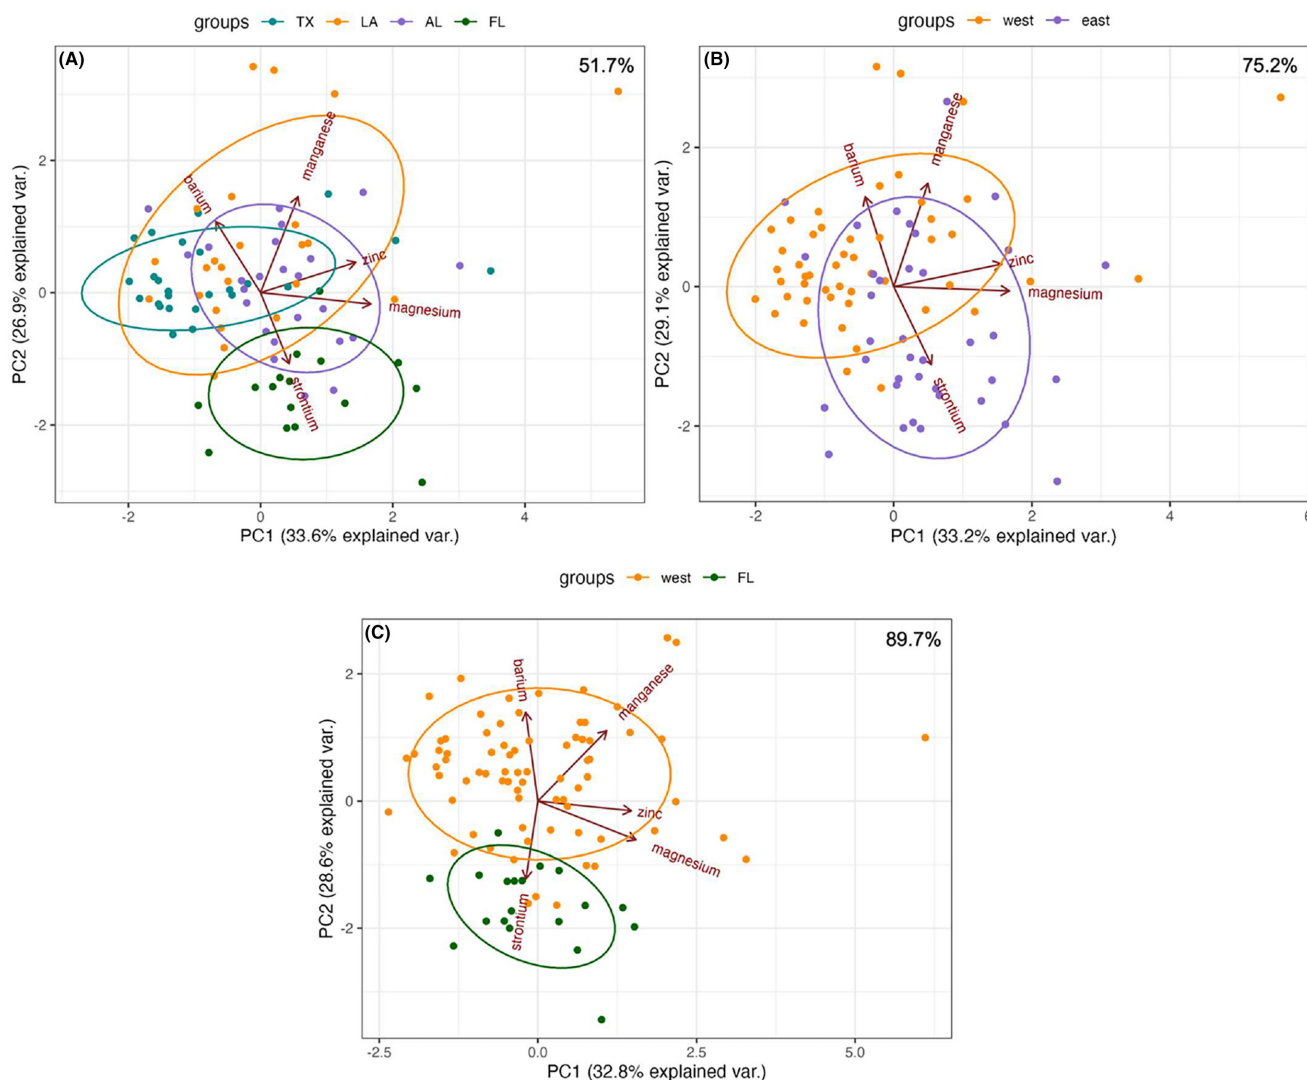 groups TX LA AL FL
(A)
51.7%
manganese
barium
zinc
magnesium
strontium
2
0
-2
PC2 (26.9% explained var.)
-2 0 2 4
PC1 (33.6% explained var.)
groups west east
(B)
75.2%
manganese
barium
zinc
magnesium
strontium
2
0
-2
PC2 (29.1% explained var.)
-2 0 2 4
PC1 (33.2% explained var.)
groups west FL
(C)
89.7%
barium
manganese
zinc
magnesium
strontium
2
0
-2
PC2 (28.6% explained var.)
-2.5 0.0 2.5 5.0
PC1 (32.8% explained var.)